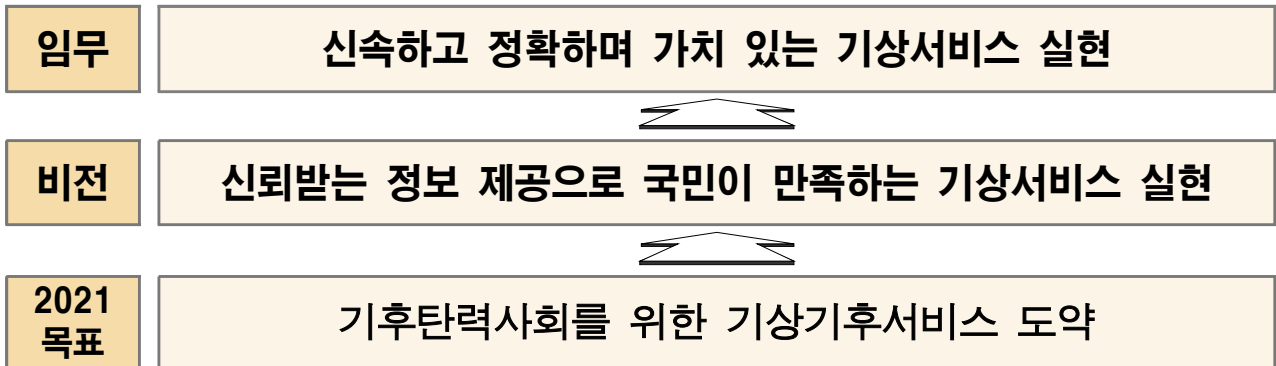 임무
신속하고 정확하며 가치 있는 기상서비스 실현
비전
신뢰받는 정보 제공으로 국민이 만족하는 기상서비스 실현
2021
목표
기후탄력사회를 위한 기상기후서비스 도약